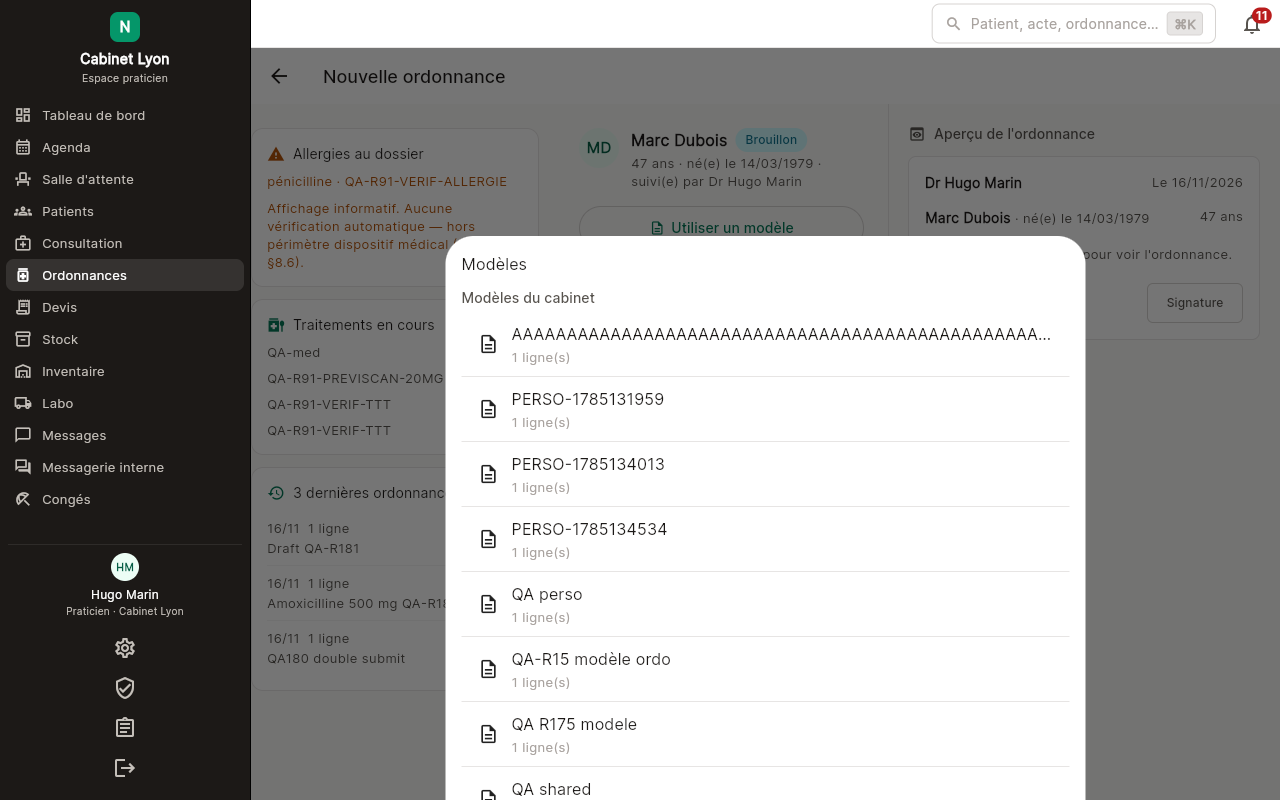 N
Cabinet Lyon
Espace praticien
Tableau de bord
Agenda
Salle d'attente
Patients
Consultation
Ordonnances
Devis
Stock
Inventaire
Labo
Messages
Messagerie interne
Congés
HM
Hugo Marin
Praticien · Cabinet Lyon
Patient, acte, ordonnance... ⌘K
11
Nouvelle ordonnance
Allergies au dossier
pénicilline · QA-R91-VERIF-ALLERGIE
Affichage informatif. Aucune
vérification automatique — hors
périmètre dispositif médical
§8.6).
Traitements en cours
QA-med
QA-R91-PREVISCAN-20MG
QA-R91-VERIF-TTT
QA-R91-VERIF-TTT
3 dernières ordonnanc
16/11 1 ligne
Draft QA-R181
16/11 1 ligne
Amoxicilline 500 mg QA-R18
16/11 1 ligne
QA180 double submit
MD
Marc Dubois Brouillon
47 ans · né(e) le 14/03/1979 ·
suivi(e) par Dr Hugo Marin
Utiliser un modèle
Aperçu de l'ordonnance
Dr Hugo Marin Le 16/11/2026
Marc Dubois · né(e) le 14/03/1979 47 ans
pour voir l'ordonnance.
Signature
Modèles
Modèles du cabinet
AAAAAAAAAAAAAAAAAAAAAAAAAAAAAAAAAAAAAAAAAAAAAAAA...
1 ligne(s)
PERSO-1785131959
1 ligne(s)
PERSO-1785134013
1 ligne(s)
PERSO-1785134534
1 ligne(s)
QA perso
1 ligne(s)
QA-R15 modèle ordo
1 ligne(s)
QA R175 modele
1 ligne(s)
QA shared